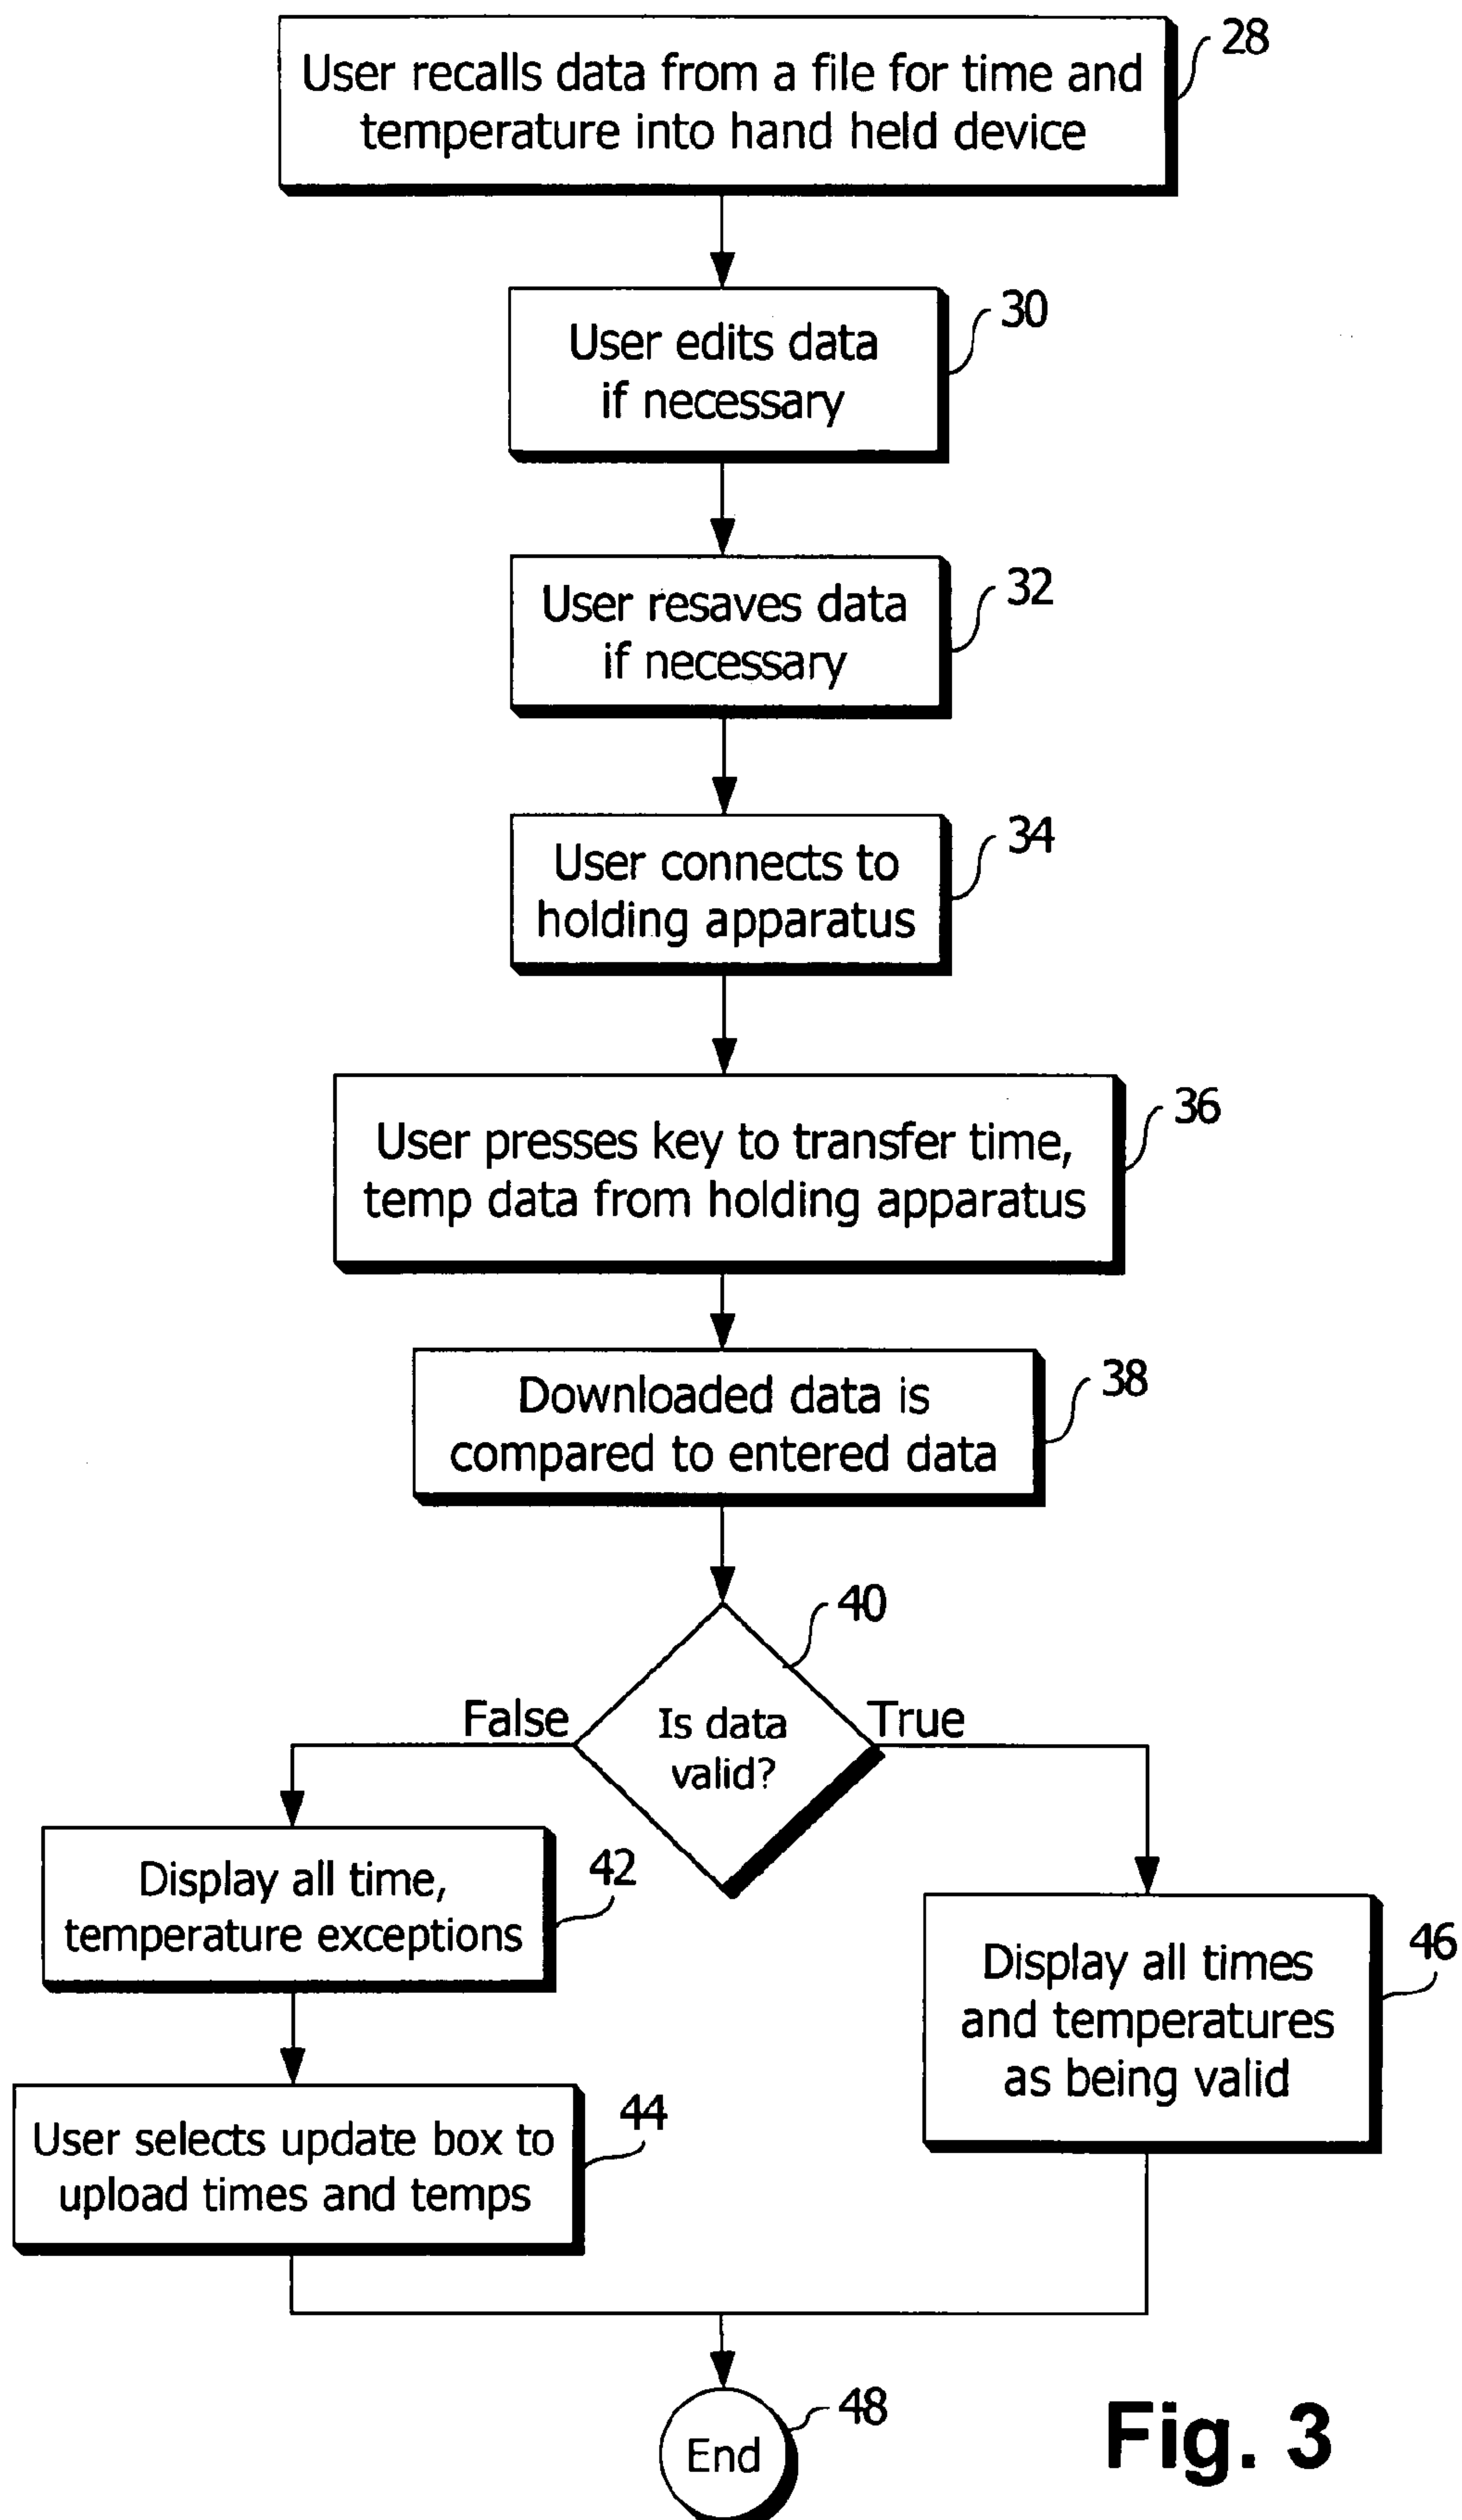 User recalls data from a file for time and
temperature into hand held device
28
User edits data
if necessary
30
User resaves data
if necessary
32
User connects to
holding apparatus
34
User presses key to transfer time,
temp data from holding apparatus
36
Downloaded data is
compared to entered data
38
40
False
Is data
valid?
True
Display all time,
temperature exceptions
42
Display all times
and temperatures
as being valid
46
User selects update box to
upload times and temps
44
End
48
Fig. 3